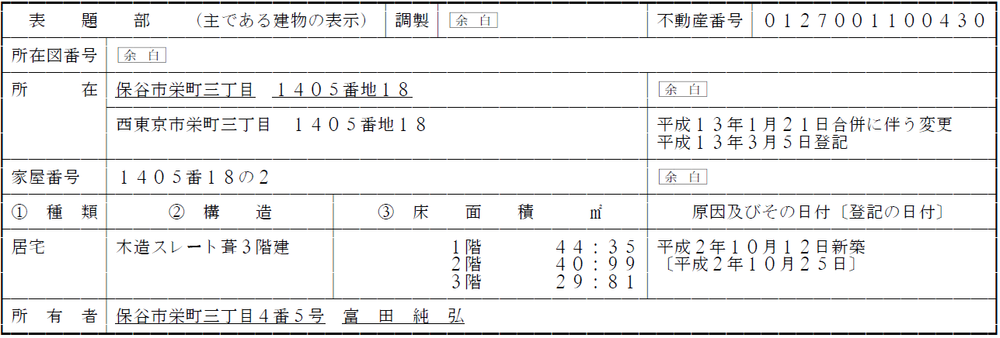 表　題　部　（主である建物の表示）　調製　余　白　不動産番号　０１２７００１１００４３０
所在図番号　余　白
所　在　保谷市栄町三丁目　１４０５番地１８　余　白
西東京市栄町三丁目　１４０５番地１８　平成１３年１月２１日合併に伴う変更
平成１３年３月５日登記
家屋番号　１４０５番１８の２　余　白
①　種　類　②　構　造　③　床　面　積　㎡　原因及びその日付〔登記の日付〕
居宅　木造スレート葺３階建　１階　４４：３５　平成２年１０月１２日新築
２階　４０：９９　〔平成２年１０月２５日〕
３階　２９：８１
所　有　者　保谷市栄町三丁目４番５号　富　田　純　弘